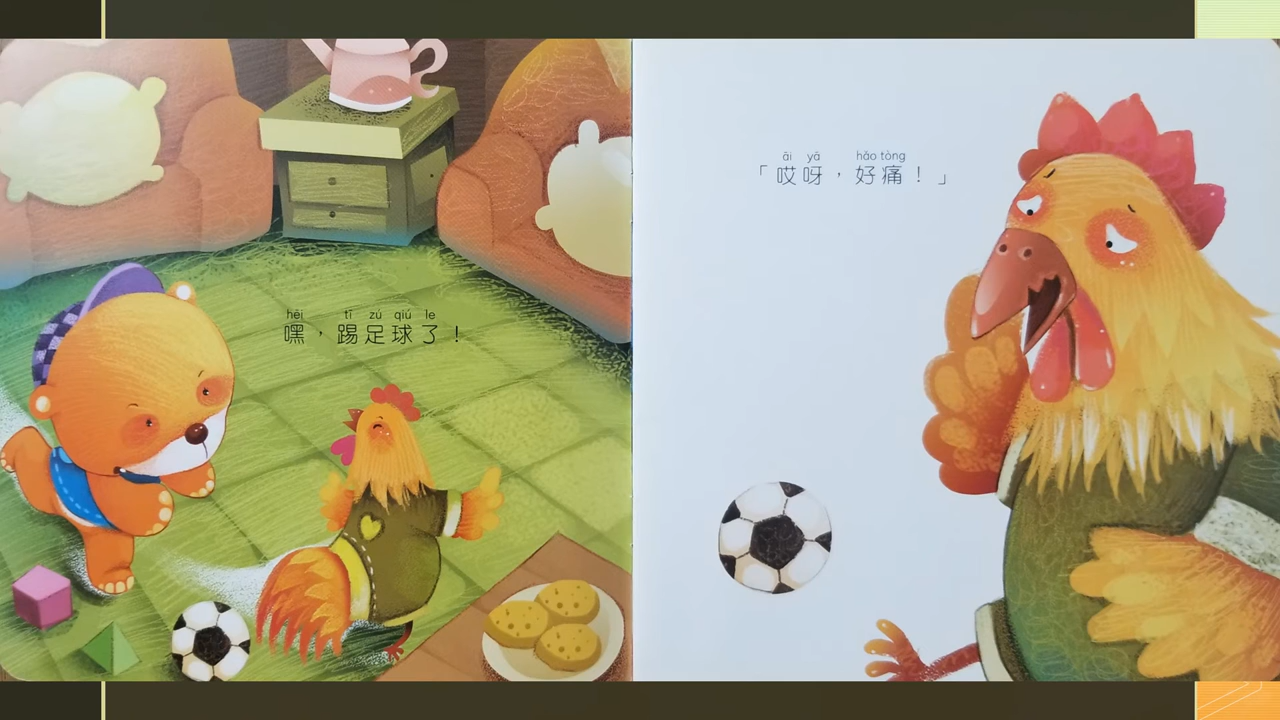 hēi tī zú qiú le
嘿，踢足球了！
āi yā hǎo tòng
「哎呀，好痛！」